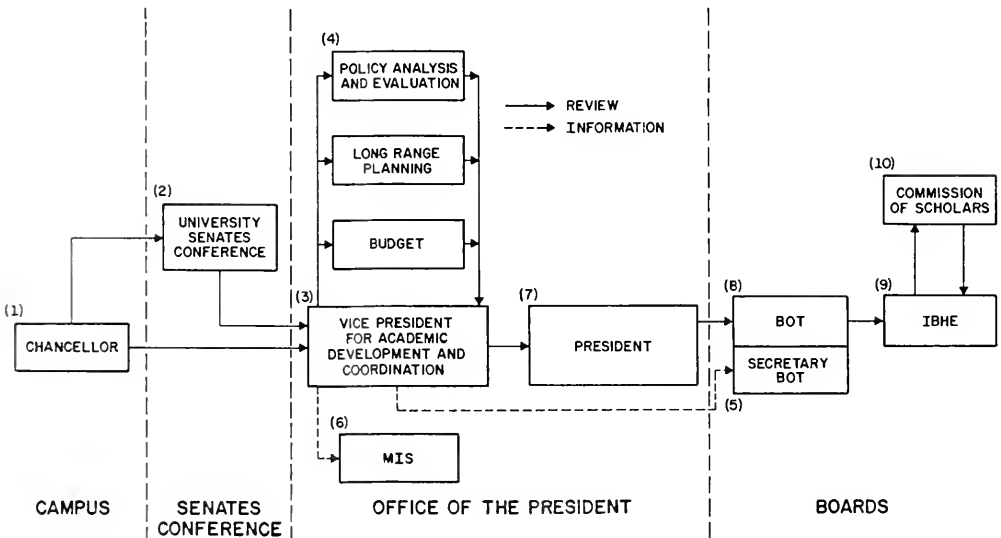 (4)
POLICY ANALYSIS
AND EVALUATION
REVIEW
INFORMATION
LONG RANGE
PLANNING
(10)
COMMISSION
OF SCHOLARS
(2)
UNIVERSITY
SENATES
CONFERENCE
BUDGET
(1)
CHANCELLOR
(3)
VICE PRESIDENT
FOR ACADEMIC
DEVELOPMENT AND
COORDINATION
(7)
PRESIDENT
(8)
BOT
SECRETARY
BOT
(5)
(9)
IBHE
(6)
MIS
CAMPUS
SENATES
CONFERENCE
OFFICE OF THE PRESIDENT
BOARDS